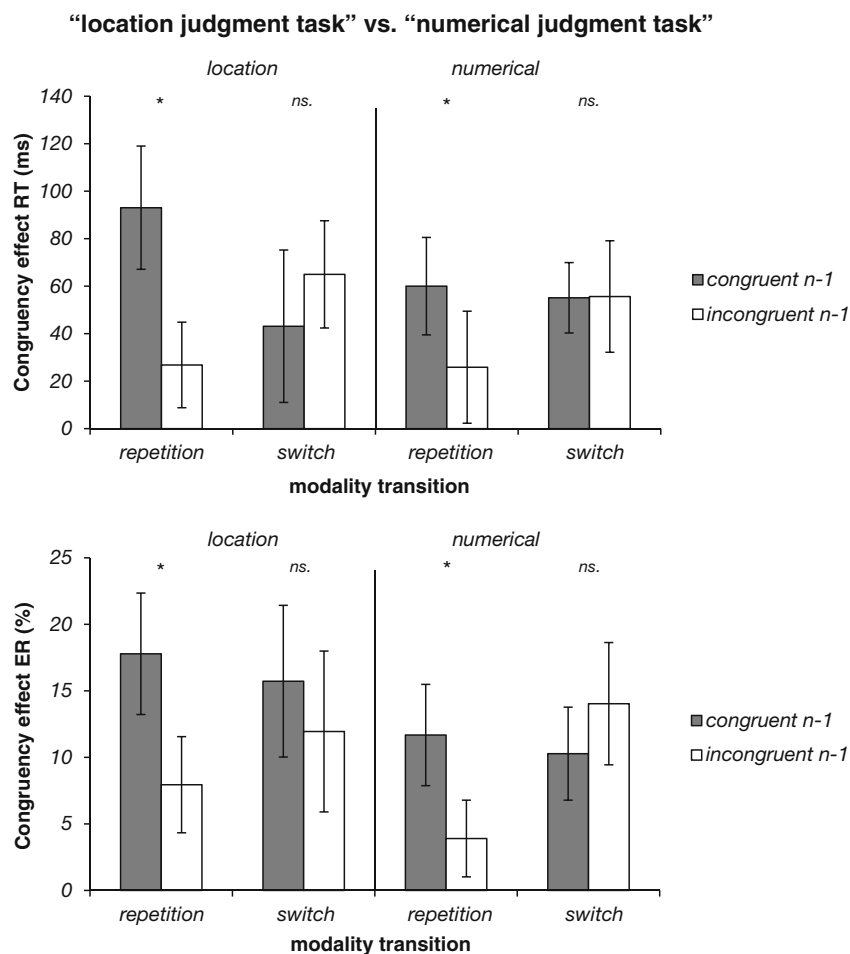 “location judgment task” vs. “numerical judgment task”
location numerical
* ns. * ns.
140
120
100
80
60
40
20
0
Congruency effect RT (ms)
repetition switch repetition switch
modality transition
congruent n-1
incongruent n-1
location numerical
* ns. * ns.
25
20
15
10
5
0
Congruency effect ER (%)
repetition switch repetition switch
modality transition
congruent n-1
incongruent n-1